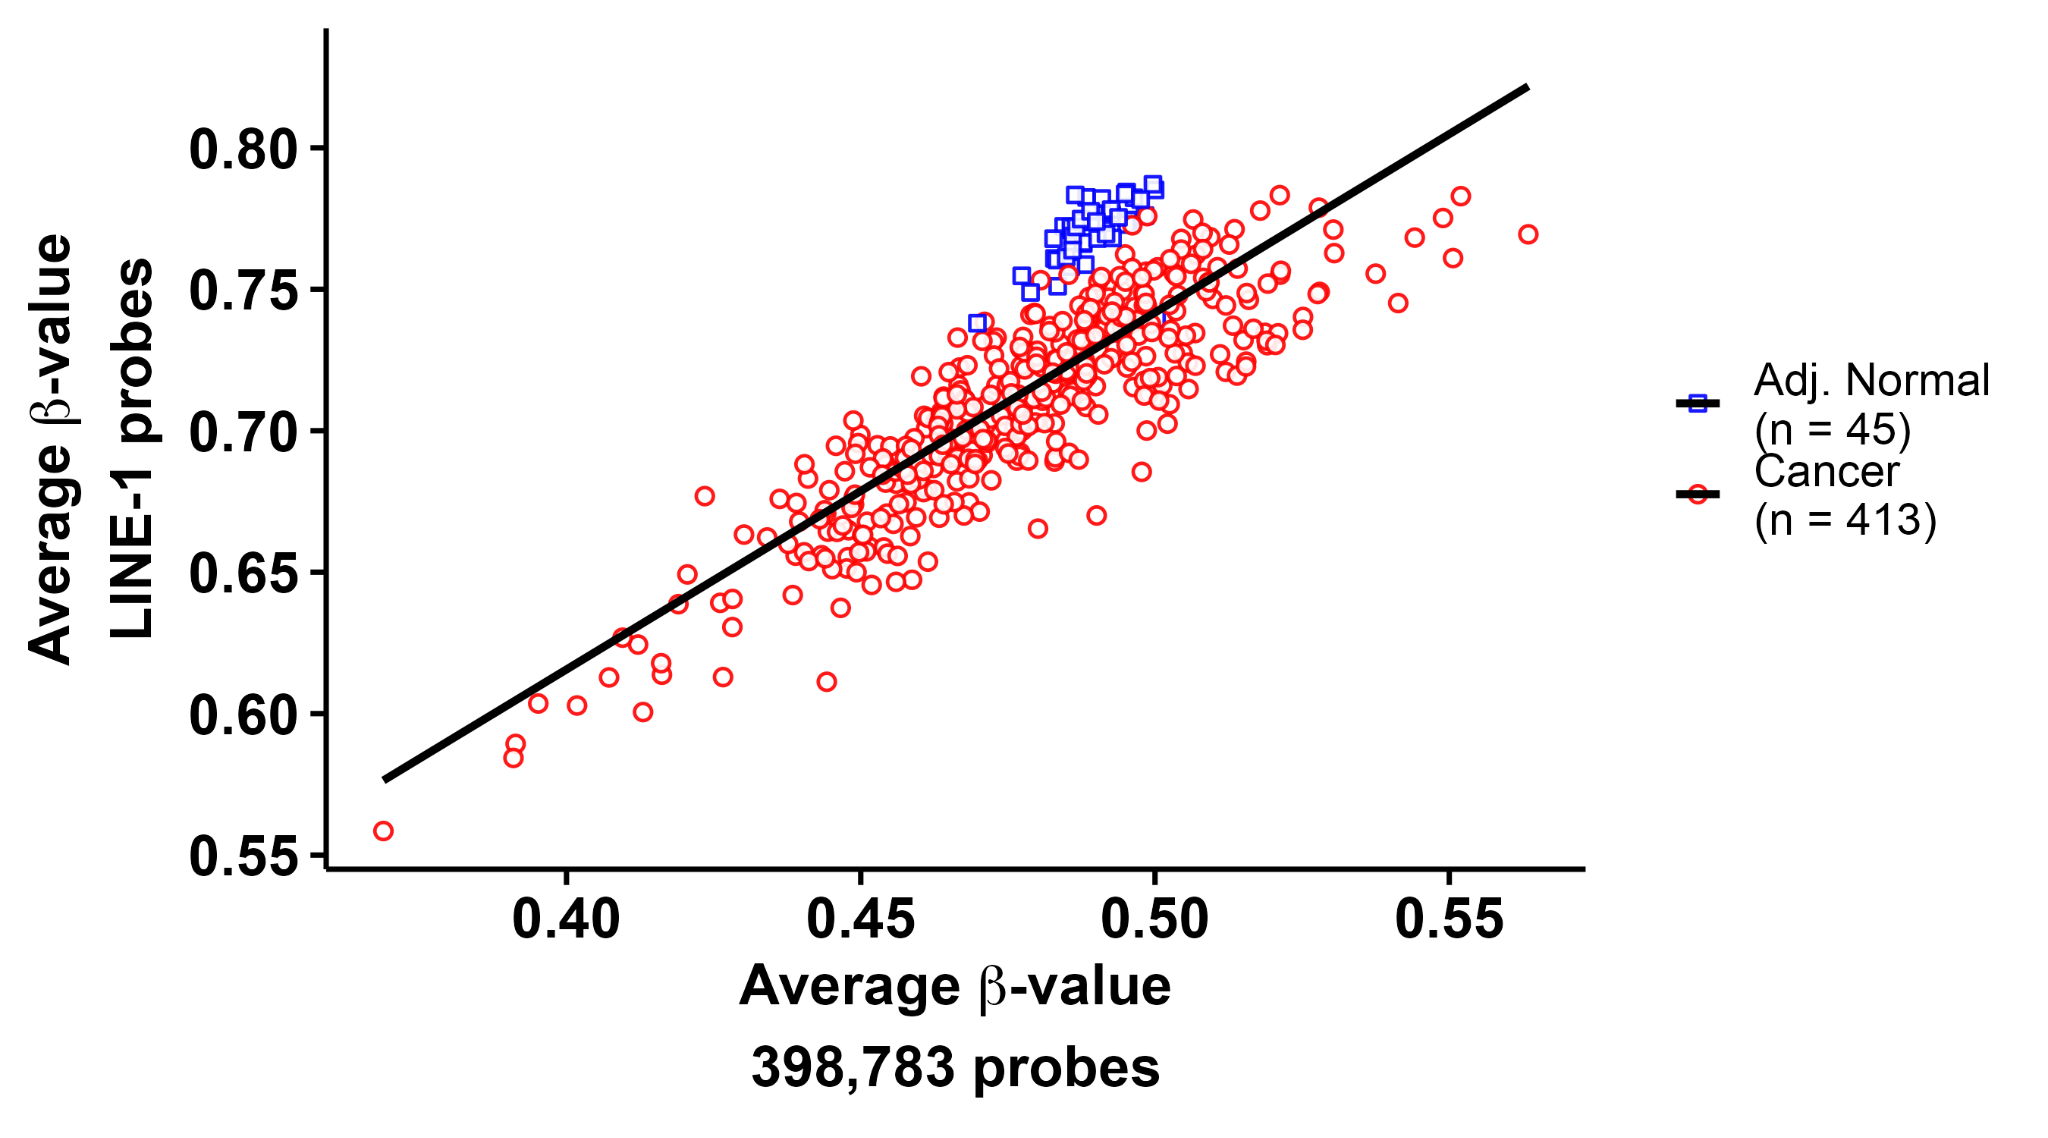 Average β-value
LINE-1 probes
0.80
0.75
0.70
0.65
0.60
0.55
0.40
0.45
0.50
0.55
Average β-value
398,783 probes
Adj. Normal
(n = 45)
Cancer
(n = 413)